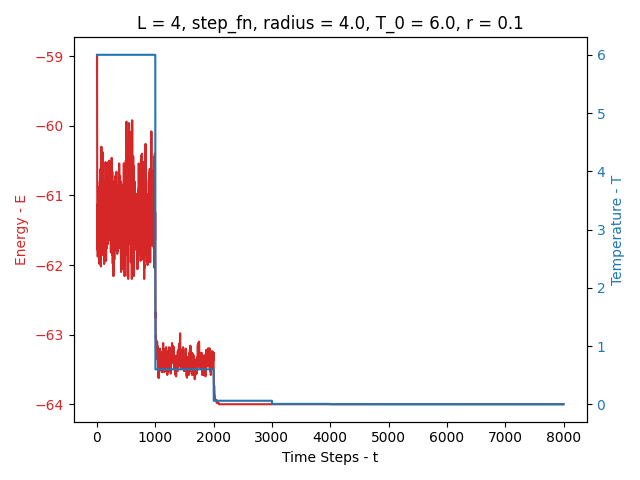 L = 4, step_fn, radius = 4.0, T_0 = 6.0, r = 0.1
−59
−60
−61
−62
−63
−64
Energy - E
6
5
4
3
2
1
0
Temperature - T
0 1000 2000 3000 4000 5000 6000 7000 8000
Time Steps - t